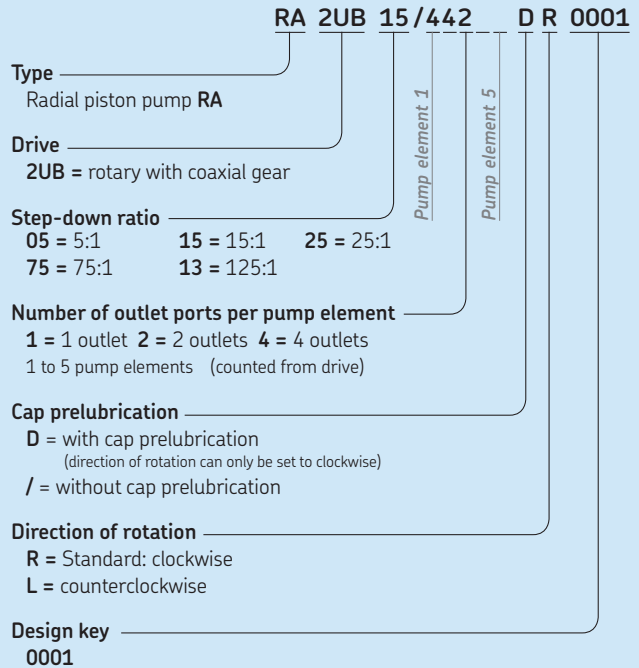 RA 2UB 15/442_ _ D R 0001
Pump element 1
Pump element 5
Type
Radial piston pump RA
Drive
2UB = rotary with coaxial gear
Step-down ratio
05 = 5:1 15 = 15:1 25 = 25:1
75 = 75:1 13 = 125:1
Number of outlet ports per pump element
1 = 1 outlet 2 = 2 outlets 4 = 4 outlets
1 to 5 pump elements (counted from drive)
Cap prelubrication
D = with cap prelubrication
(direction of rotation can only be set to clockwise)
/ = without cap prelubrication
Direction of rotation
R = Standard: clockwise
L = counterclockwise
Design key
0001